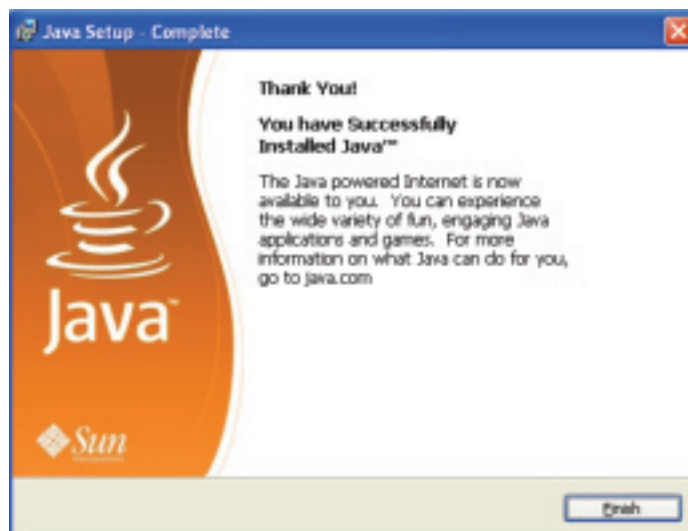 Java Setup - Complete
Thank You!
You have Successfully
Installed Java™
The Java powered Internet is now
available to you. You can experience
the wide variety of fun, engaging Java
applications and games. For more
information on what Java can do for you,
go to java.com
Java™
Sun
Finish